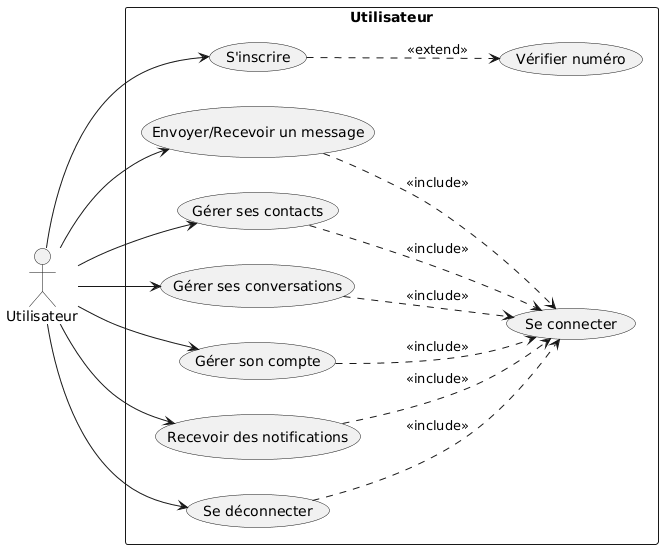 Utilisateur
S'inscrire
«extend»
Vérifier numéro
Envoyer/Recevoir un message
«include»
Gérer ses contacts
«include»
Gérer ses conversations
«include»
Utilisateur
Se connecter
Gérer son compte
«include»
«include»
Recevoir des notifications
«include»
Se déconnecter